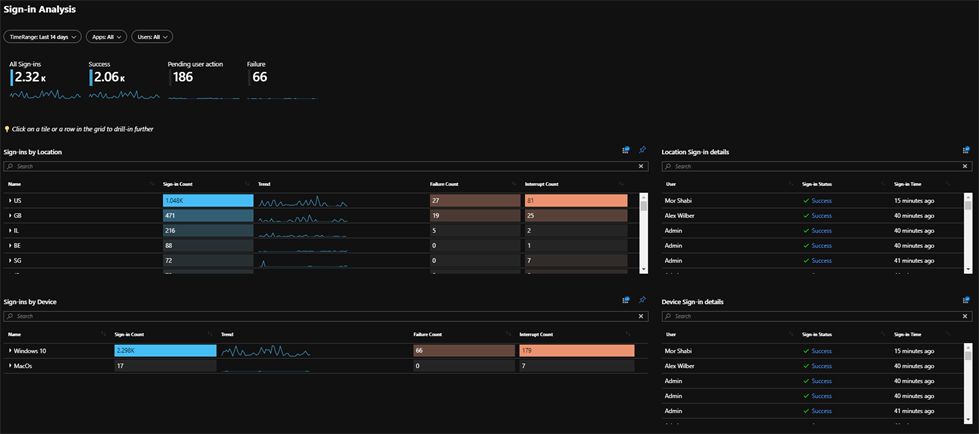 Sign-in Analysis
TimeRange: Last 14 days Apps: All Users: All
All Sign-ins Success Pending user action Failure
2.32 K 2.06 K 186 66
Click on a tile or a row in the grid to drill-in further
Sign-ins by Location
Search
Name Sign-in Count Trend Failure Count Interrupt Count
US 1.048K 27 81
GB 471 19 25
IL 216 5 2
BE 88 0 1
SG 72 0 7
Location Sign-in details
Search
User Sign-in Status Sign-in Time
Mor Shabi Success 15 minutes ago
Alex Wilber Success 40 minutes ago
Admin Success 40 minutes ago
Admin Success 40 minutes ago
Admin Success 41 minutes ago
Sign-ins by Device
Search
Name Sign-in Count Trend Failure Count Interrupt Count
Windows 10 2.298K 66 179
MacOs 17 0 7
Device Sign-in details
Search
User Sign-in Status Sign-in Time
Mor Shabi Success 15 minutes ago
Alex Wilber Success 40 minutes ago
Admin Success 40 minutes ago
Admin Success 40 minutes ago
Admin Success 41 minutes ago